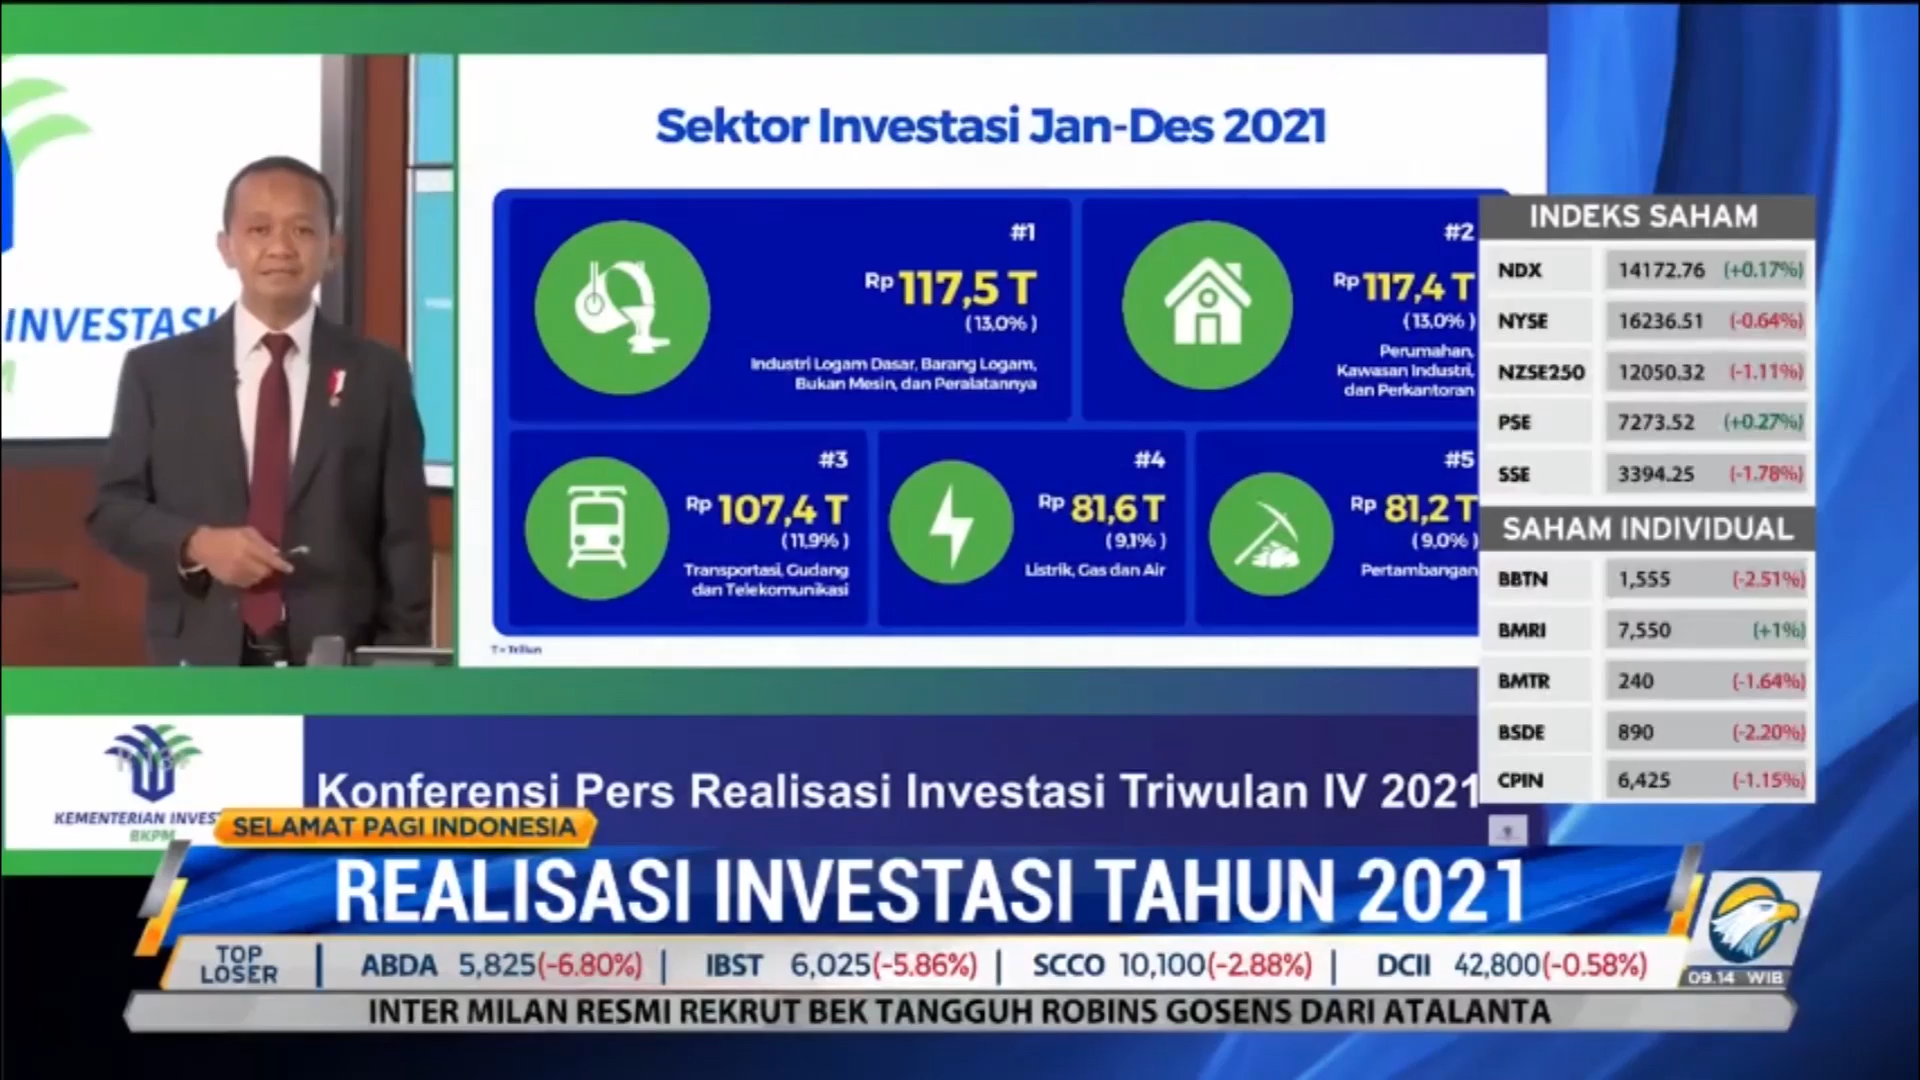 Sektor Investasi Jan-Des 2021
#1
Rp 117,5 T
(13.0%)
Industri Logam Dasar, Barang Logam,
Bukan Mesin, dan Peralatannya
#2
Rp 117,4 T
(13.0%)
Perumahan,
Kawasan Industri,
dan Perkantoran
#3
Rp 107,4 T
(11.9%)
Transportasi, Gudang
dan Telekomunikasi
#4
Rp 81,6 T
(9.1%)
Listrik, Gas dan Air
#5
Rp 81,2 T
(9.0%)
Pertambangan
T = Triliun
INVESTASI
INDEKS SAHAM
NDX 14172.76 (+0.17%)
NYSE 16236.51 (-0.64%)
NZSE250 12050.32 (-1.11%)
PSE 7273.52 (+0.27%)
SSE 3394.25 (-1.78%)
SAHAM INDIVIDUAL
BBTN 1,555 (-2.51%)
BMRI 7,550 (+1%)
BMTR 240 (-1.64%)
BSDE 890 (-2.20%)
CPIN 6,425 (-1.15%)
KEMENTERIAN INVES
BKPM
Konferensi Pers Realisasi Investasi Triwulan IV 2021
SELAMAT PAGI INDONESIA
REALISASI INVESTASI TAHUN 2021
TOP
LOSER
ABDA 5,825(-6.80%) | IBST 6,025(-5.86%) | SCCO 10,100(-2.88%) | DCII 42,800(-0.58%)
09.14 WIB
INTER MILAN RESMI REKRUT BEK TANGGUH ROBINS GOSENS DARI ATALANTA